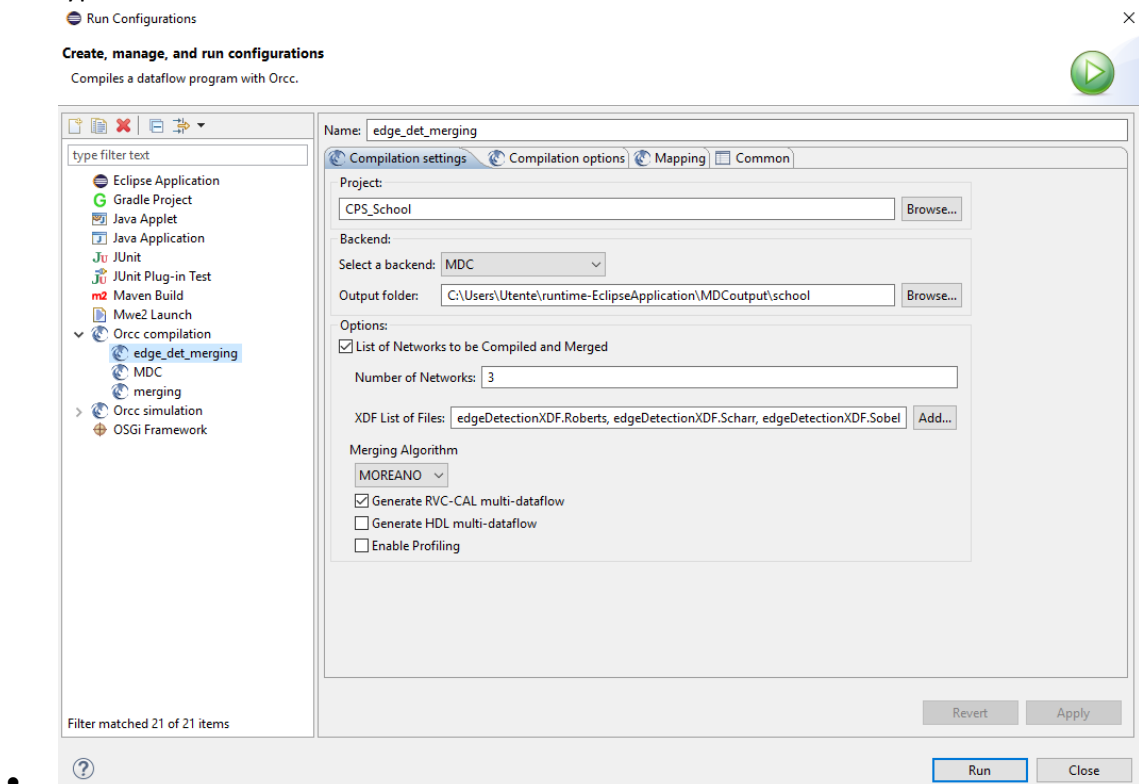 Run Configurations
Create, manage, and run configurations
Compiles a dataflow program with Orcc.
type filter text
Eclipse Application
Gradle Project
Java Applet
Java Application
JUnit
JUnit Plug-in Test
Maven Build
Mwe2 Launch
Orcc compilation
edge_det_merging
MDC
merging
Orcc simulation
OSGi Framework
Filter matched 21 of 21 items
Name: edge_det_merging
Compilation settings Compilation options Mapping Common
Project:
CPS_School Browse...
Backend:
Select a backend: MDC
Output folder: C:\Users\Utente\runtime-EclipseApplication\MDCoutput\school Browse...
Options:
List of Networks to be Compiled and Merged
Number of Networks: 3
XDF List of Files: edgeDetectionXDF.Roberts, edgeDetectionXDF.Scharr, edgeDetectionXDF.Sobel Add...
Merging Algorithm
MOREANO
Generate RVC-CAL multi-dataflow
Generate HDL multi-dataflow
Enable Profiling
Revert Apply
Run Close